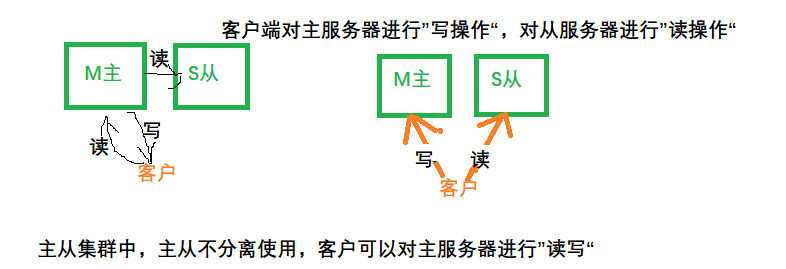 客户端对主服务器进行”写操作“，对从服务器进行”读操作“
M主 读 S从
M主 S从
读 写
客户
写 读
客户
主从集群中，主从不分离使用，客户可以对主服务器进行”读写“